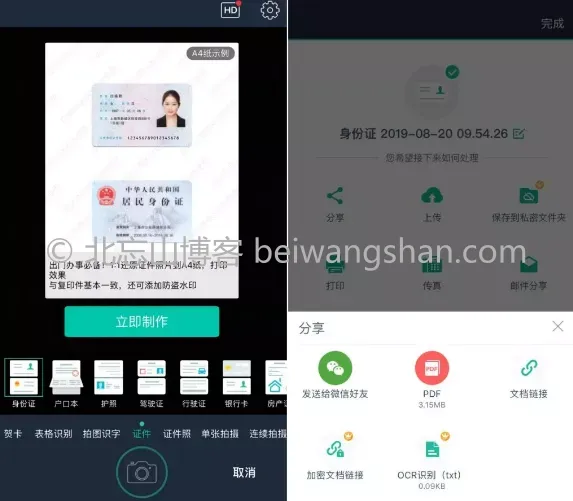 HD
A4纸示例
12345678901234567​8
中华人民共和国
居民身份证
出门办事必备！1:1还原证件照片到A4纸，打印
效果
与复印件基本一致，还可添加防盗水印
立即制作
身份证
户口本
护照
驾驶证
行驶证
银行卡
房产
贺卡
表格识别
拍图识字
证件
证件照
单张拍摄
连续拍摄
取消
完成
身份证 2019-08-20 09.54.26
您希望接下来如何处理
分享
上传
保存到私密文件夹
打印
传真
邮件分享
© 北忘山博客 beiwangshan.com
分享
发送给微信好友
PDF
PDF
3.15MB
文档链接
加密文档链接
OCR识别（txt）
0.09KB